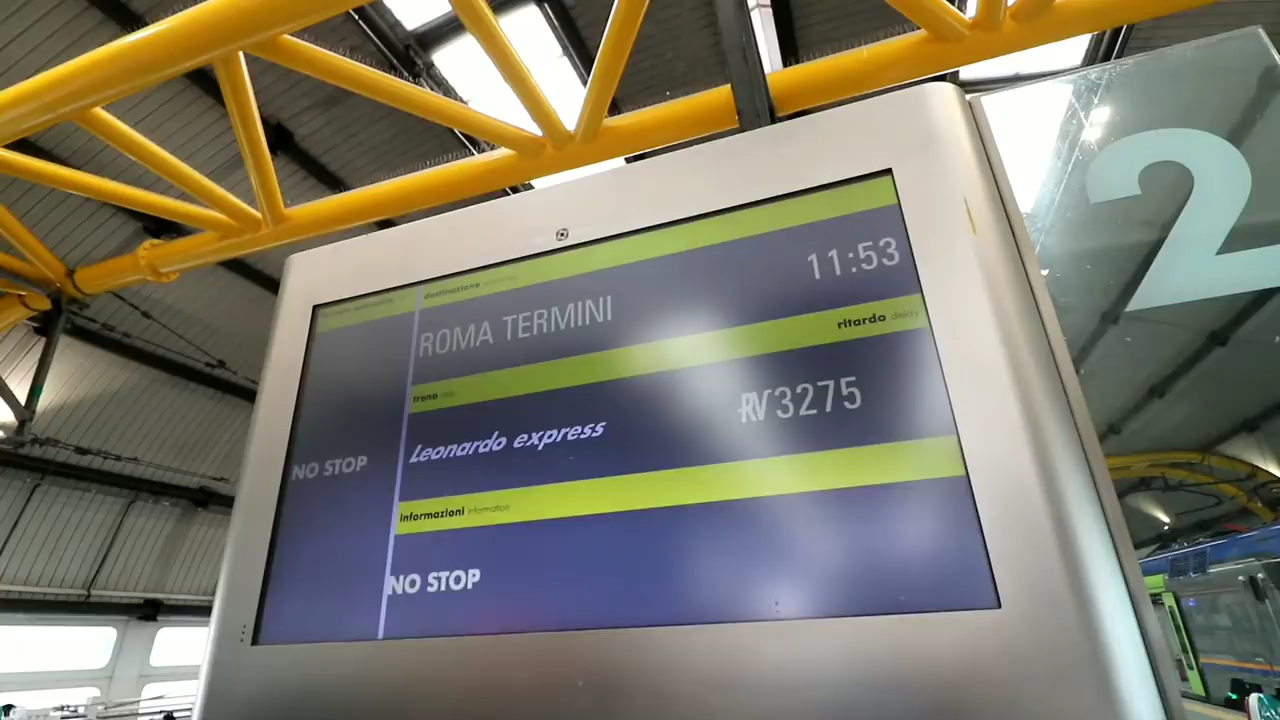 destinazione
ROMA TERMINI
11:53
treno
ritardo delay
Leonardo express
RV3275
informazioni information
NO STOP
NO STOP
2